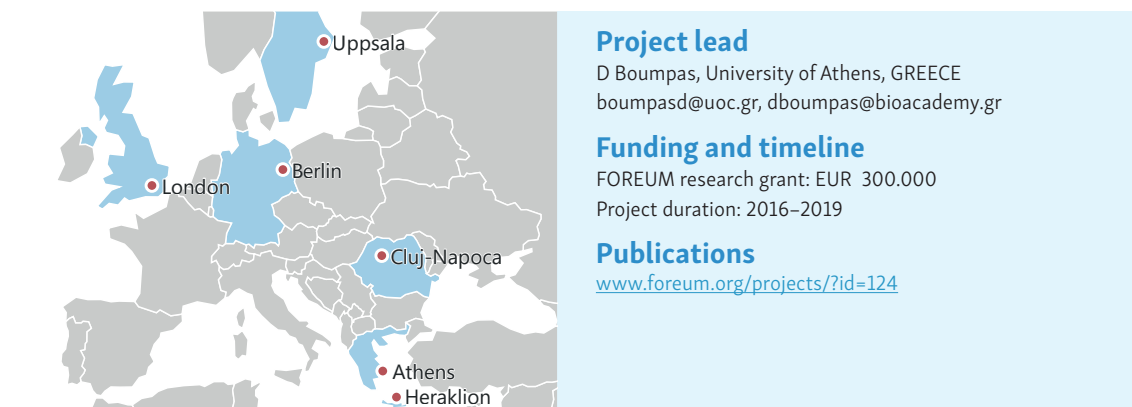 Uppsala
Berlin
London
Cluj-Napoca
Athens
Heraklion
Project lead
D Boumpas, University of Athens, GREECE
boumpasd@uoc.gr, dboumpas@bioacademy.gr
Funding and timeline
FOREUM research grant: EUR 300.000
Project duration: 2016–2019
Publications
www.foreum.org/projects/?id=124